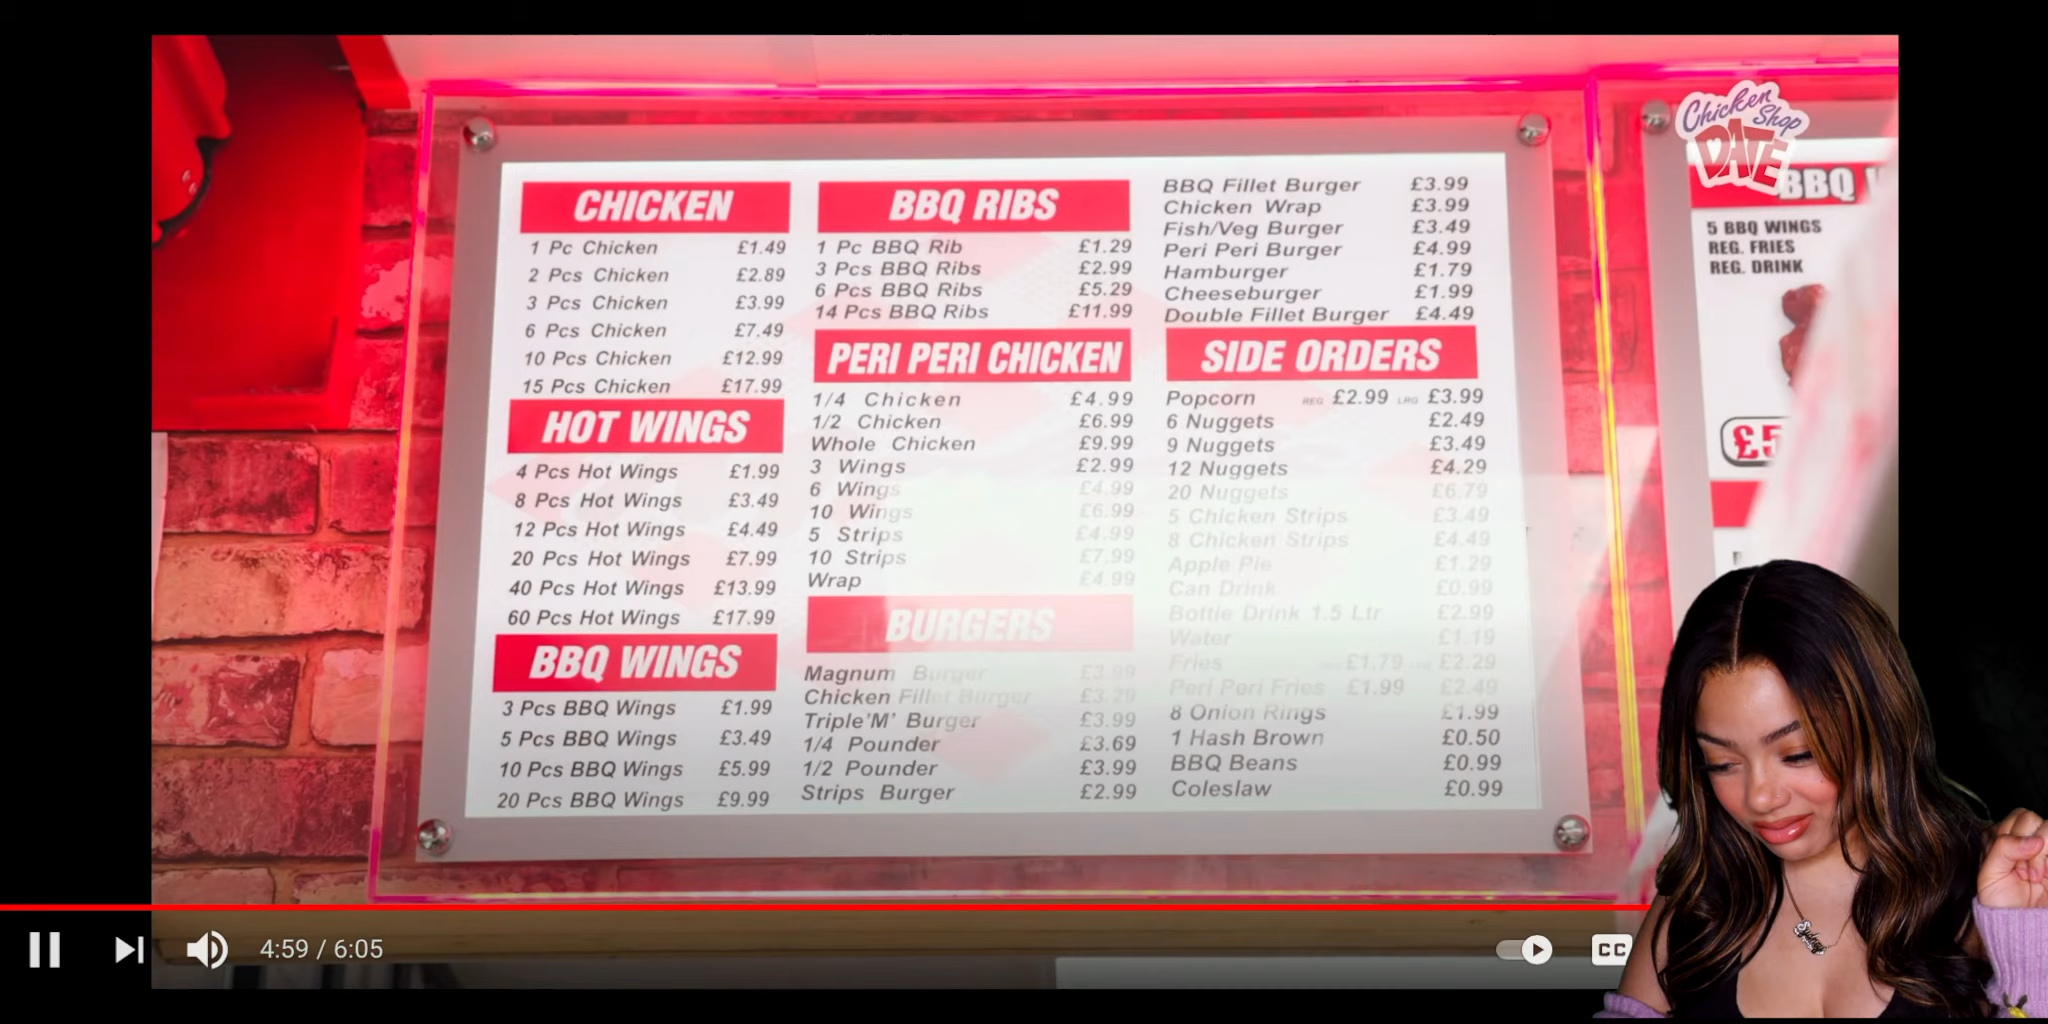 CHICKEN
1 Pc Chicken £1.49
2 Pcs Chicken £2.89
3 Pcs Chicken £3.99
6 Pcs Chicken £7.49
10 Pcs Chicken £12.99
15 Pcs Chicken £17.99
HOT WINGS
4 Pcs Hot Wings £1.99
8 Pcs Hot Wings £3.49
12 Pcs Hot Wings £4.49
20 Pcs Hot Wings £7.99
40 Pcs Hot Wings £13.99
60 Pcs Hot Wings £17.99
BBQ WINGS
3 Pcs BBQ Wings £1.99
5 Pcs BBQ Wings £3.49
10 Pcs BBQ Wings £5.99
20 Pcs BBQ Wings £9.99
BBQ RIBS
1 Pc BBQ Rib £1.29
3 Pcs BBQ Ribs £2.99
6 Pcs BBQ Ribs £5.29
14 Pcs BBQ Ribs £11.99
PERI PERI CHICKEN
1/4 Chicken £4.99
1/2 Chicken £6.99
Whole Chicken £9.99
3 Wings £2.99
6 Wings £4.99
10 Wings £6.99
5 Strips £4.99
10 Strips £7.99
Wrap £4.99
BURGERS
Magnum Burger £3.99
Chicken Fillet Burger £3.29
Triple'M' Burger £3.99
1/4 Pounder £3.69
1/2 Pounder £3.99
Strips Burger £2.99
BBQ Fillet Burger £3.99
Chicken Wrap £3.99
Fish/Veg Burger £3.49
Peri Peri Burger £4.99
Hamburger £1.79
Cheeseburger £1.99
Double Fillet Burger £4.49
SIDE ORDERS
Popcorn REG £2.99 LRG £3.99
6 Nuggets £2.49
9 Nuggets £3.49
12 Nuggets £4.29
20 Nuggets £6.79
5 Chicken Strips £3.49
8 Chicken Strips £4.49
Apple Pie £1.29
Can Drink £0.99
Bottle Drink 1.5 Ltr £2.99
Water £1.19
Fries £1.79 £2.29
Peri Peri Fries £1.99 £2.49
8 Onion Rings £1.99
1 Hash Brown £0.50
BBQ Beans £0.99
Coleslaw £0.99
Chicken
Shop
DATE
BBQ
5 BBQ WINGS
REG. FRIES
REG. DRINK
£5
4:59 / 6:05
CC